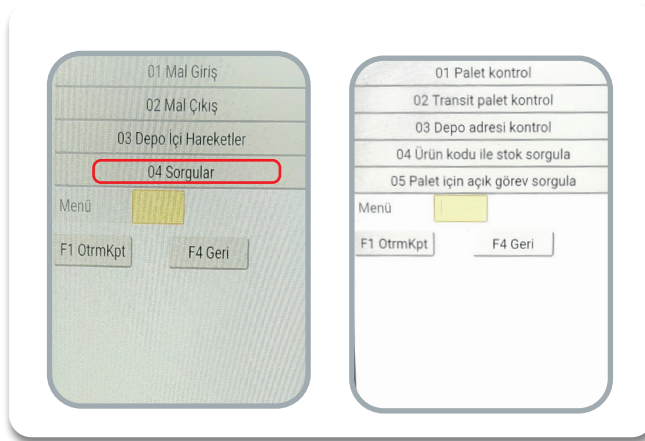 01 Mal Giriş
02 Mal Çıkış
03 Depo İçi Hareketler
04 Sorgular
Menü
F1 OtrmKpt
F4 Geri
01 Palet kontrol
02 Transit palet kontrol
03 Depo adresi kontrol
04 Ürün kodu ile stok sorgula
05 Palet için açık görev sorgula
Menü
F1 OtrmKpt
F4 Geri